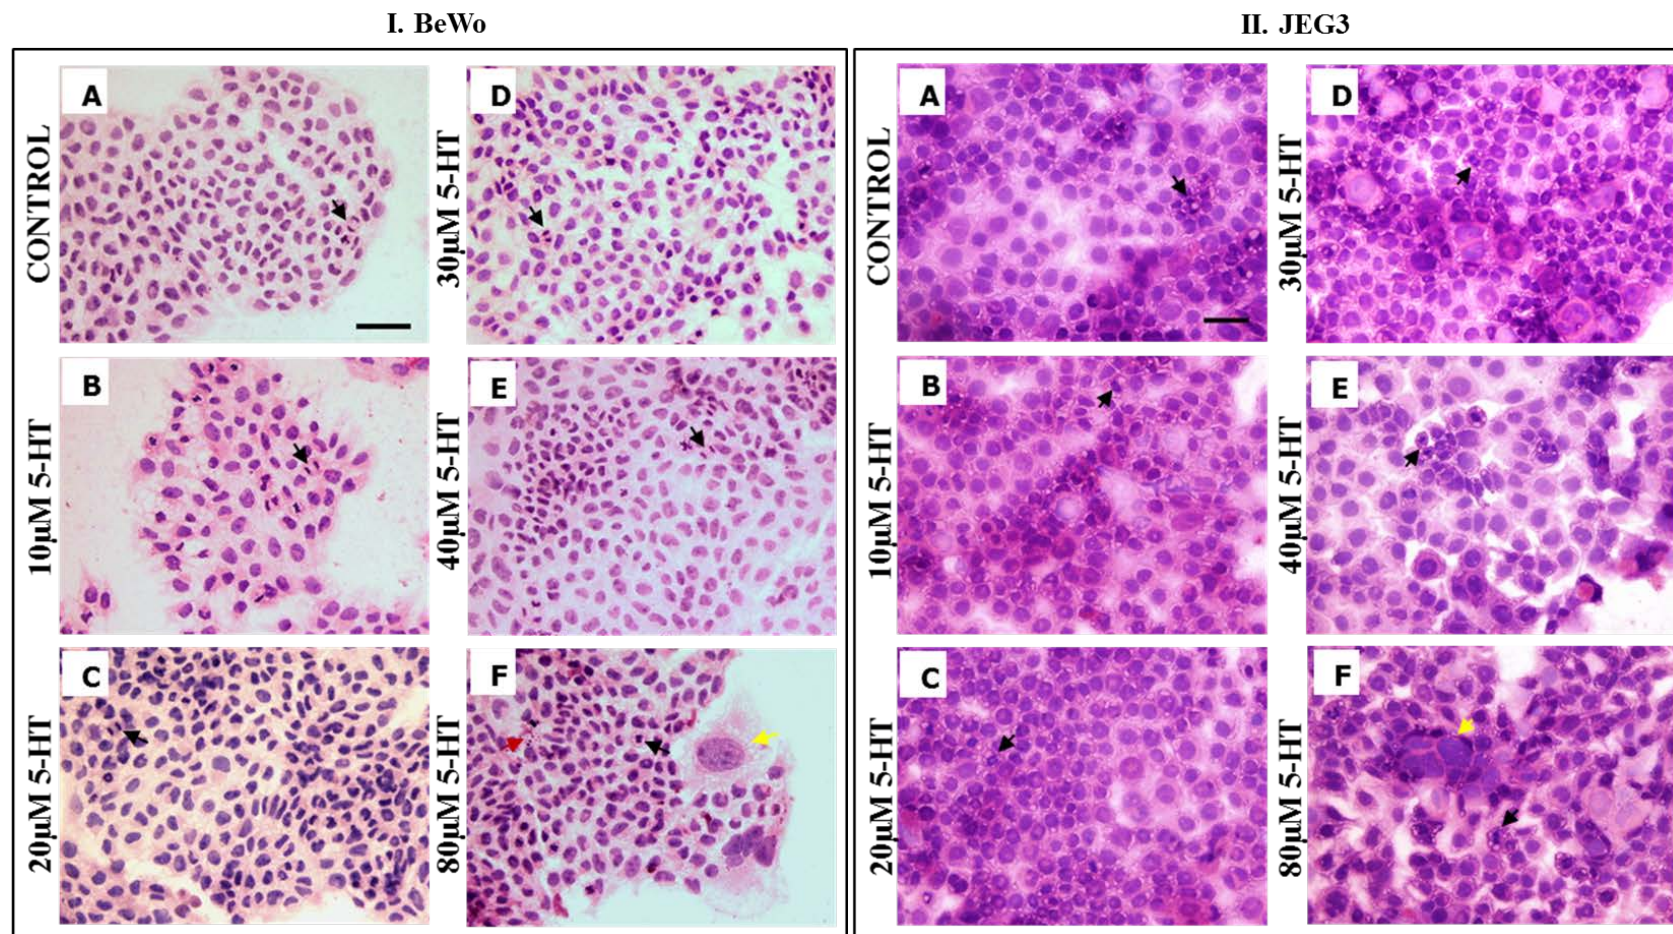 I. BeWo
II. JEG3
CONTROL
A
30µM 5-HT
D
10µM 5-HT
B
40µM 5-HT
E
20µM 5-HT
C
80µM 5-HT
F
CONTROL
A
30µM 5-HT
D
10µM 5-HT
B
40µM 5-HT
E
20µM 5-HT
C
80µM 5-HT
F